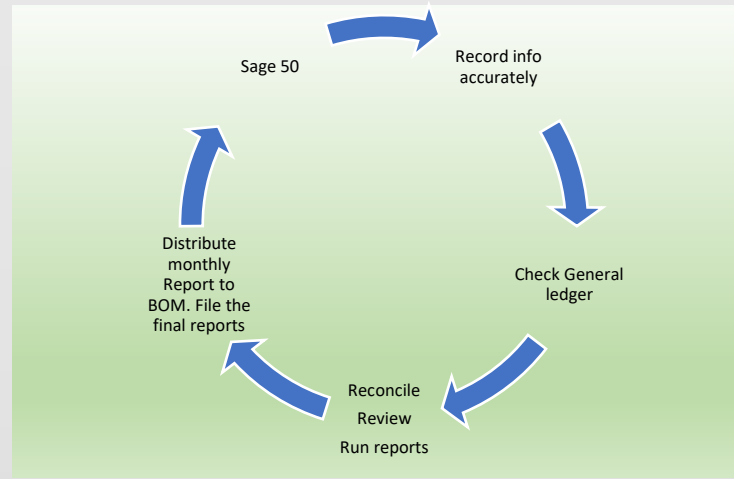 Sage 50
Record info
accurately
Check General
ledger
Reconcile
Review
Run reports
Distribute
monthly
Report to
BOM. File the
final reports